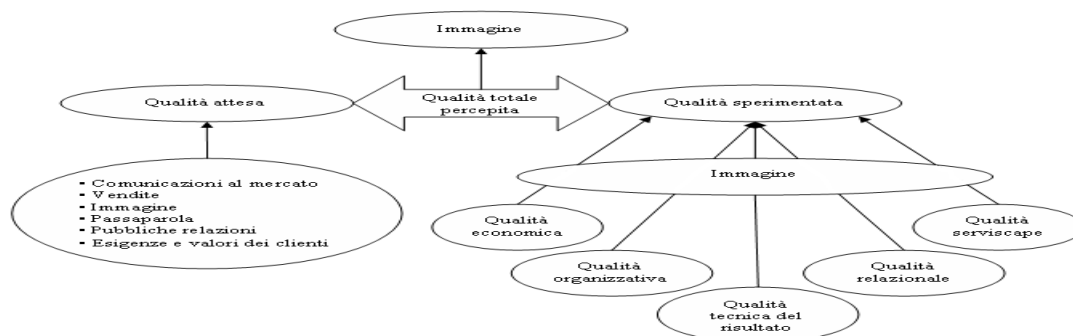 Immagine
Qualità attesa
Qualità totale
percepita
Qualità sperimentata
▪ Comunicazioni al mercato
▪ Vendite
▪ Immagine
▪ Passaparola
▪ Pubbliche relazioni
▪ Esigenze e valori dei clienti
Immagine
Qualità
economica
Qualità
organizzativa
Qualità
tecnica del
risultato
Qualità
relazionale
Qualità
serviscape